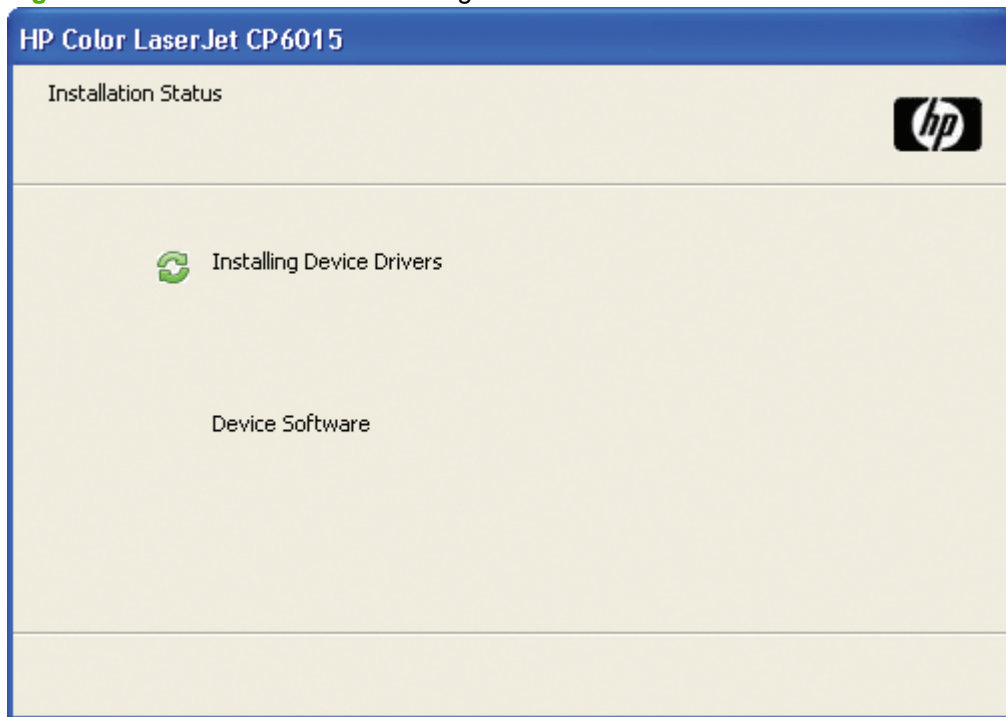 HP Color LaserJet CP6015
Installation Status
hp
Installing Device Drivers
Device Software